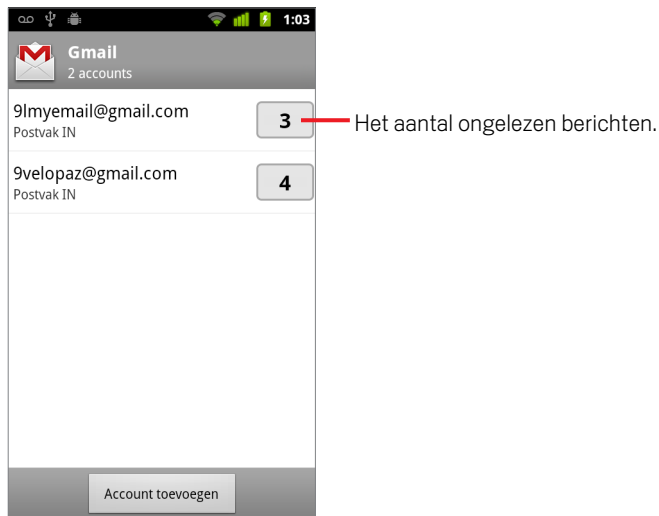 1:03
Gmail
2 accounts
9lmyemail@gmail.com
Postvak IN
3
Het aantal ongelezen berichten.
9velopaz@gmail.com
Postvak IN
4
Account toevoegen